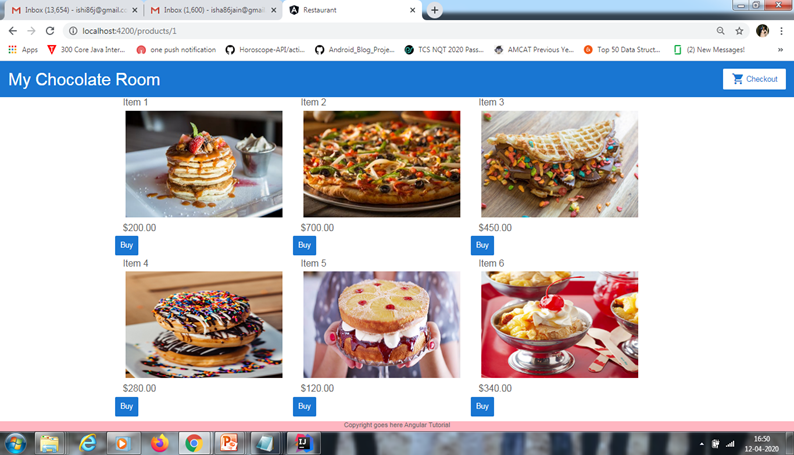 Inbox (13,654) - ishi86j@gmail.c
Inbox (1,600) - isha86jain@gmai
Restaurant
localhost:4200/products/1
Apps
300 Core Java Inter...
one push notification
Horoscope-API/acti...
Android_Blog_Proje...
TCS NQT 2020 Pass...
AMCAT Previous Ye...
Top 50 Data Struct...
(2) New Messages!
»
My Chocolate Room
Checkout
Item 1
Item 2
Item 3
$200.00
$700.00
$450.00
Buy
Buy
Buy
Item 4
Item 5
Item 6
$280.00
$120.00
$340.00
Buy
Buy
Buy
Copyright goes here Angular Tutorial
16:50
12-04-2020